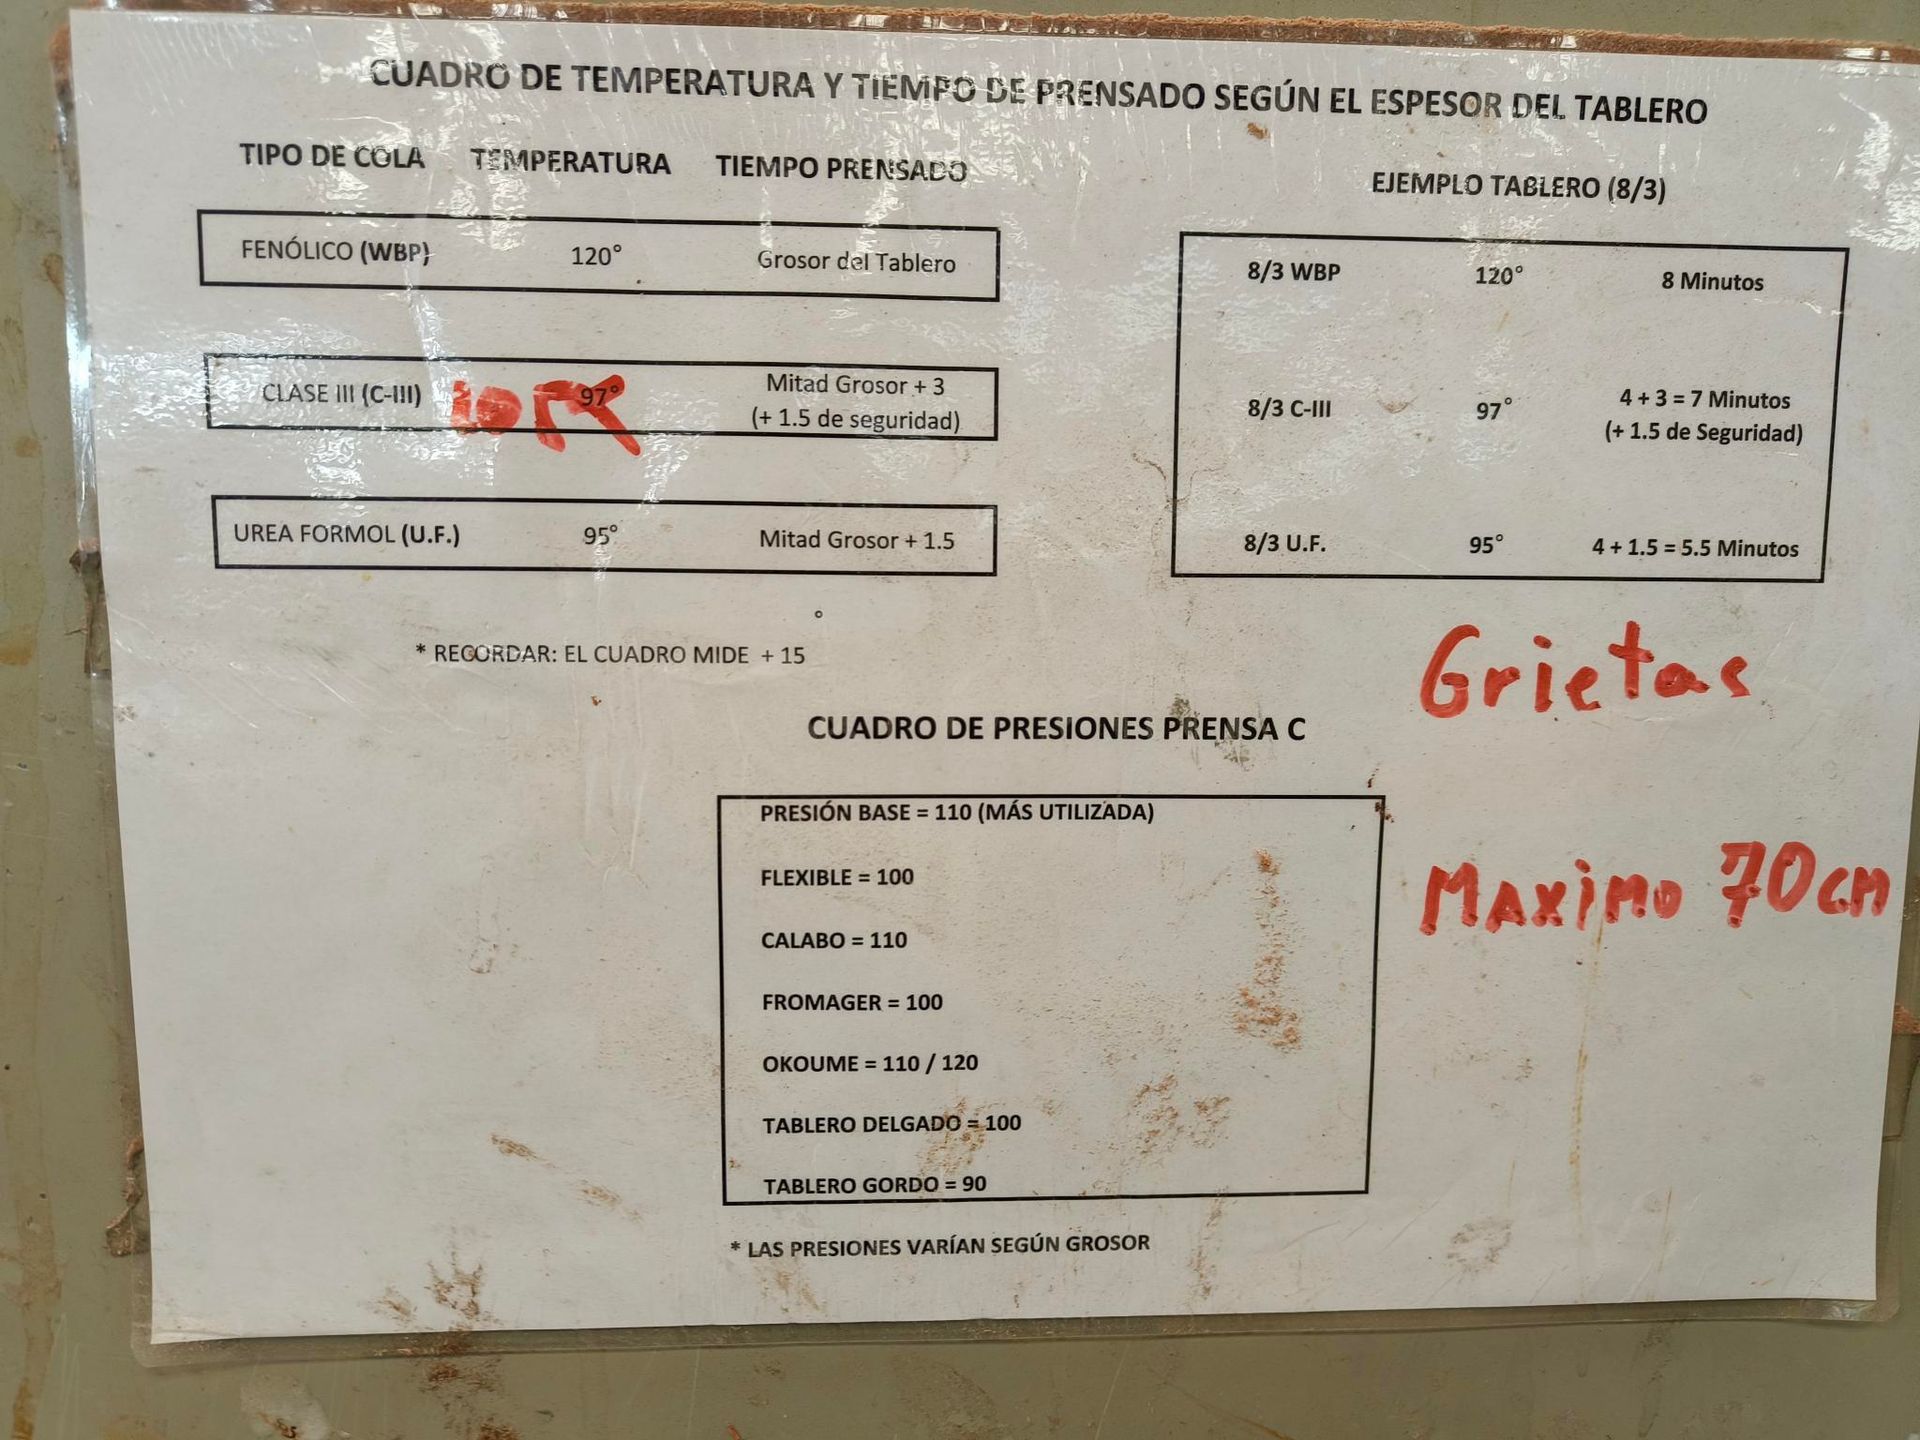 CUADRO DE TEMPERATURA Y TIEMPO DE PRENSADO SEGÚN EL ESPESOR DEL TABLERO
TIPO DE COLA TEMPERATURA TIEMPO PRENSADO
FENÓLICO (WBP) 120° Grosor del Tablero
CLASE III (C-III) 97° Mitad Grosor + 3
(+ 1.5 de seguridad)
UREA FORMOL (U.F.) 95° Mitad Grosor + 1.5
°
* RECORDAR: EL CUADRO MIDE + 15
EJEMPLO TABLERO (8/3)
8/3 WBP 120° 8 Minutos
8/3 C-III 97° 4 + 3 = 7 Minutos
(+ 1.5 de Seguridad)
8/3 U.F. 95° 4 + 1.5 = 5.5 Minutos
Grietas
Maximo 70cm
CUADRO DE PRESIONES PRENSA C
PRESIÓN BASE = 110 (MÁS UTILIZADA)
FLEXIBLE = 100
CALABO = 110
FROMAGER = 100
OKOUME = 110 / 120
TABLERO DELGADO = 100
TABLERO GORDO = 90
* LAS PRESIONES VARÍAN SEGÚN GROSOR